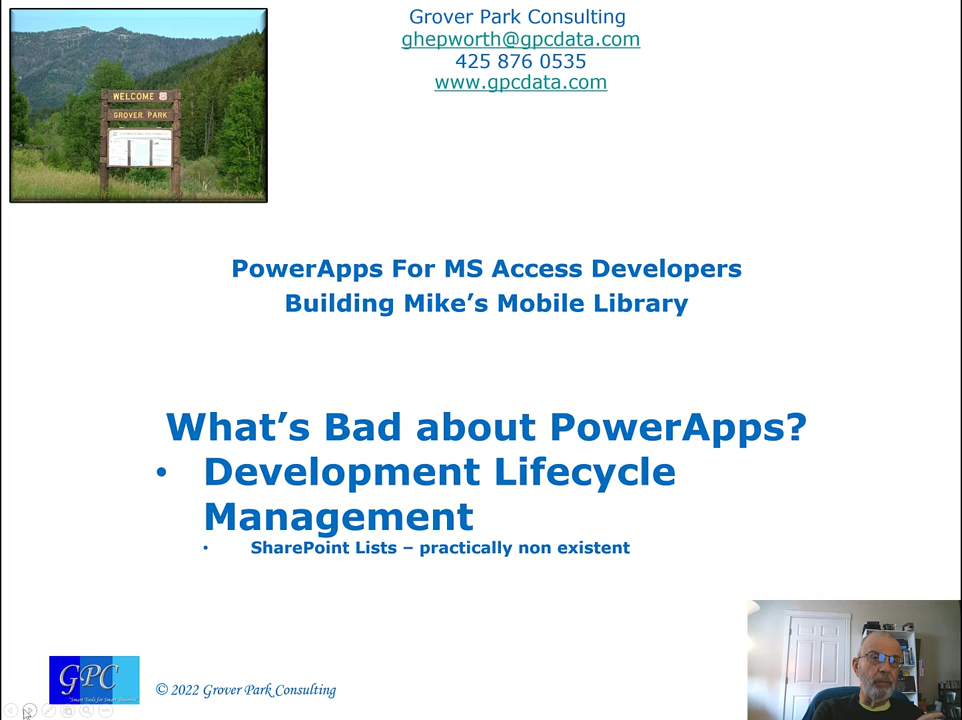 Grover Park Consulting
ghepworth@gpcdata.com
425 876 0535
www.gpcdata.com
WELCOME
GROVER PARK
PowerApps For MS Access Developers
Building Mike’s Mobile Library
What’s Bad about PowerApps?
• Development Lifecycle
Management
• SharePoint Lists – practically non existent
GPC
© 2022 Grover Park Consulting